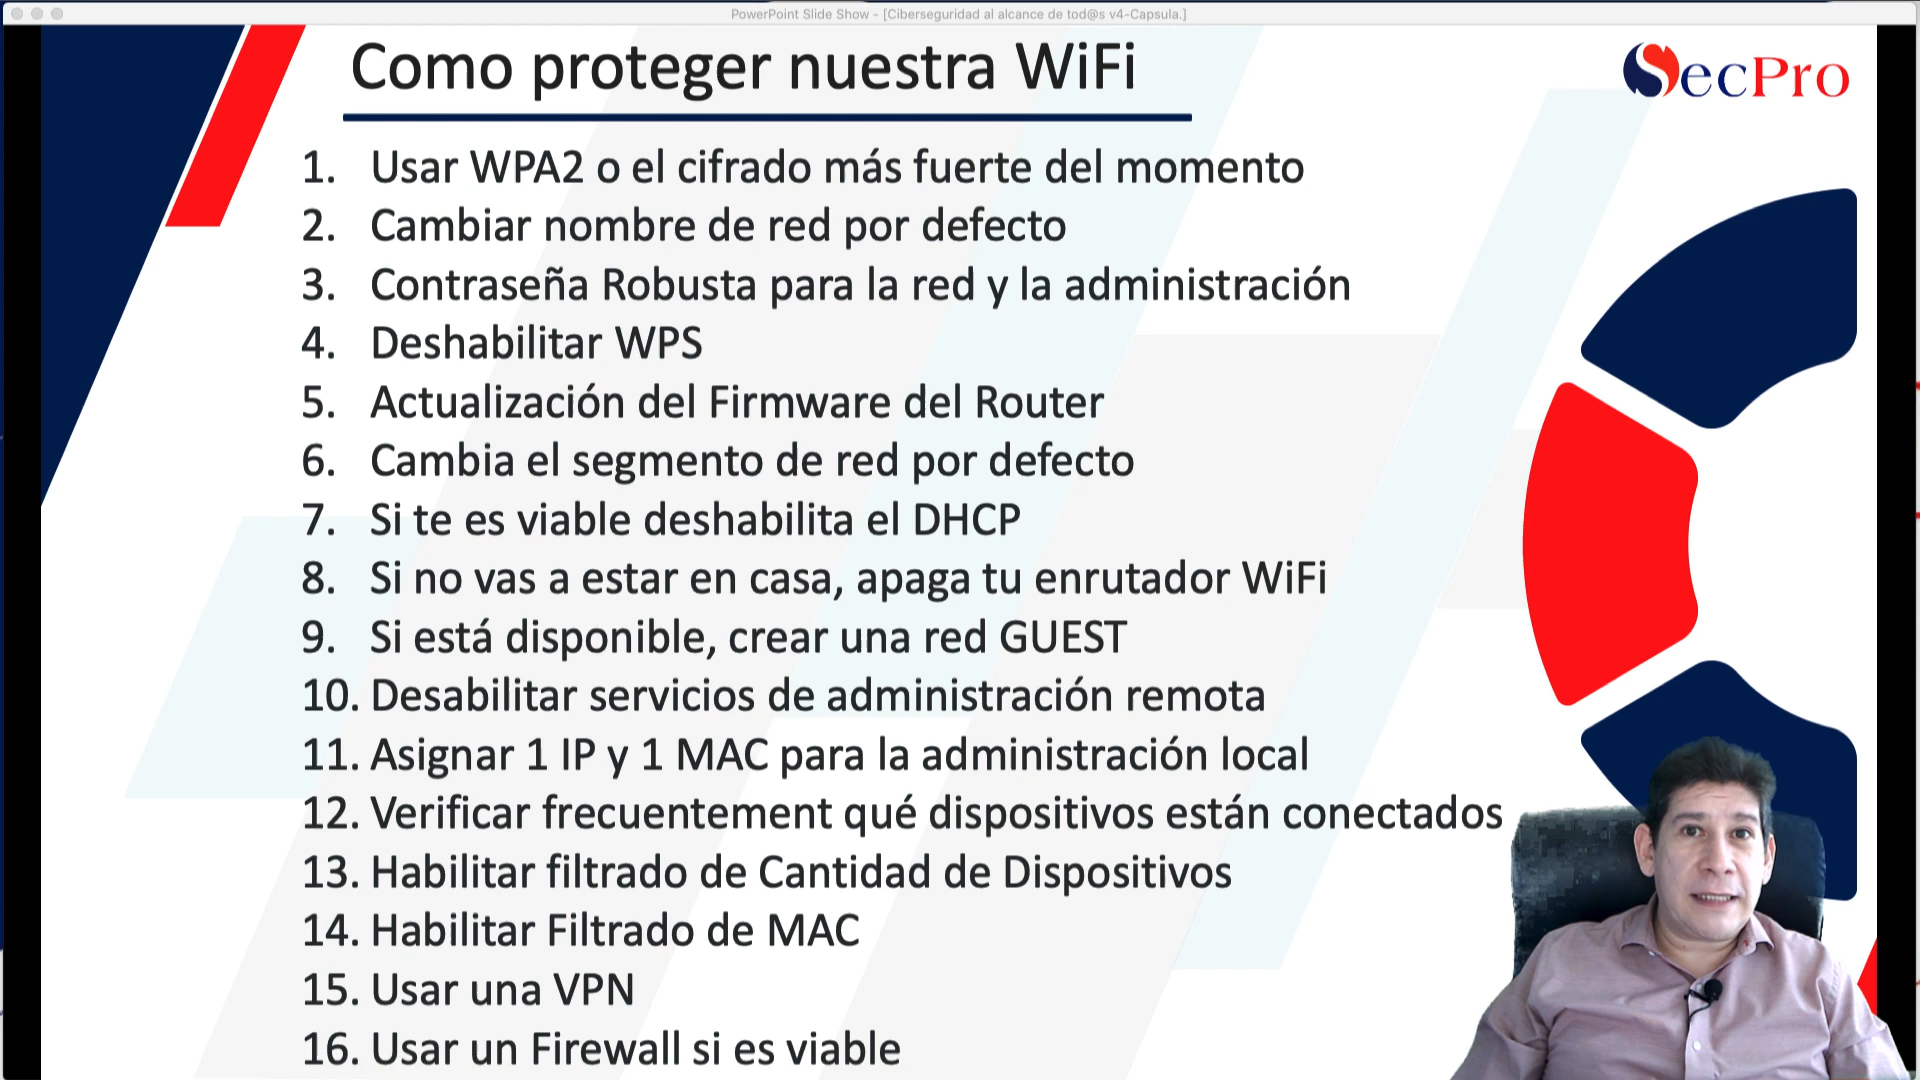 PowerPoint Slide Show - [Ciberseguridad al alcance de tod@s v4-Capsula.]
Como proteger nuestra WiFi
SecPro
1. Usar WPA2 o el cifrado más fuerte del momento
2. Cambiar nombre de red por defecto
3. Contraseña Robusta para la red y la administración
4. Deshabilitar WPS
5. Actualización del Firmware del Router
6. Cambia el segmento de red por defecto
7. Si te es viable deshabilita el DHCP
8. Si no vas a estar en casa, apaga tu enrutador WiFi
9. Si está disponible, crear una red GUEST
10. Desabilitar servicios de administración remota
11. Asignar 1 IP y 1 MAC para la administración local
12. Verificar frecuentement qué dispositivos están conectados
13. Habilitar filtrado de Cantidad de Dispositivos
14. Habilitar Filtrado de MAC
15. Usar una VPN
16. Usar un Firewall si es viable